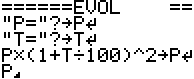 ======EVOL    ==
"P="?→P↵
"T="?→T↵
P×(1+T÷100)^2→P↵
P◢